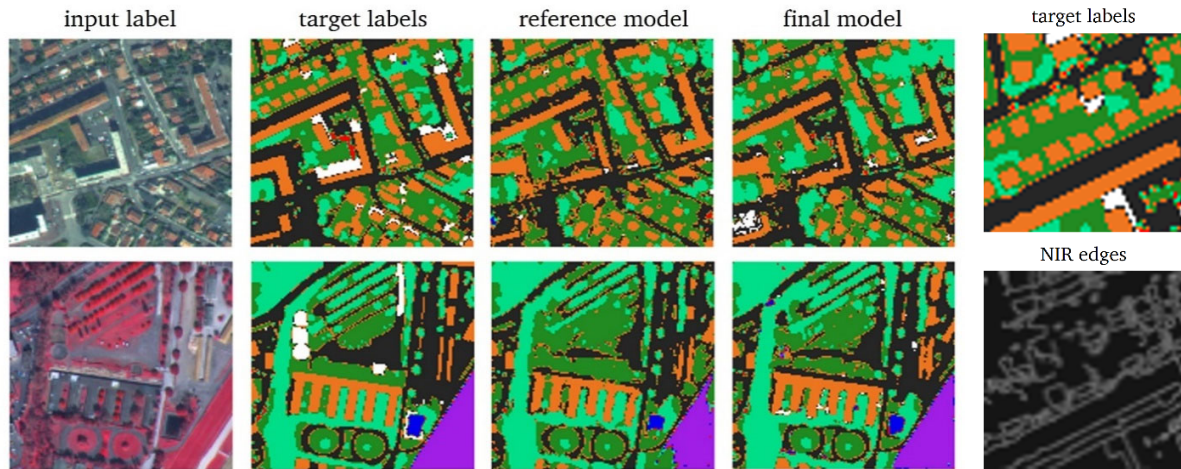 input label
target labels
reference model
final model
target labels
NIR edges